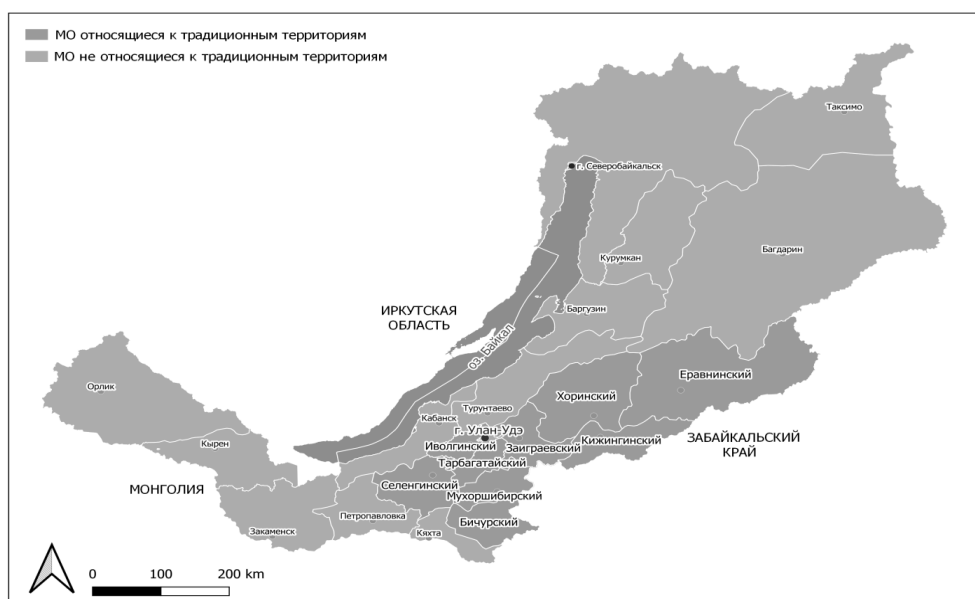 МО относящиеся к традиционным территориям
МО не относящиеся к традиционным территориям
Таксимо
г. Северобайкальск
Курумкан
Багдарин
ИРКУТСКАЯ
ОБЛАСТЬ
Баргузин
оз. Байкал
Орлик
Еравнинский
Хоринский
Турунтаево
Кабанск
г. Улан-Удэ
Кырен
Иволгинский
Заиграевский
Кижингинский
ЗАБАЙКАЛЬСКИЙ
КРАЙ
Тарбагатайский
МОНГОЛИЯ
Селенгинский
Мухоршибирский
Петропавловка
Бичурский
Закаменск
Кяхта
0 100 200 km